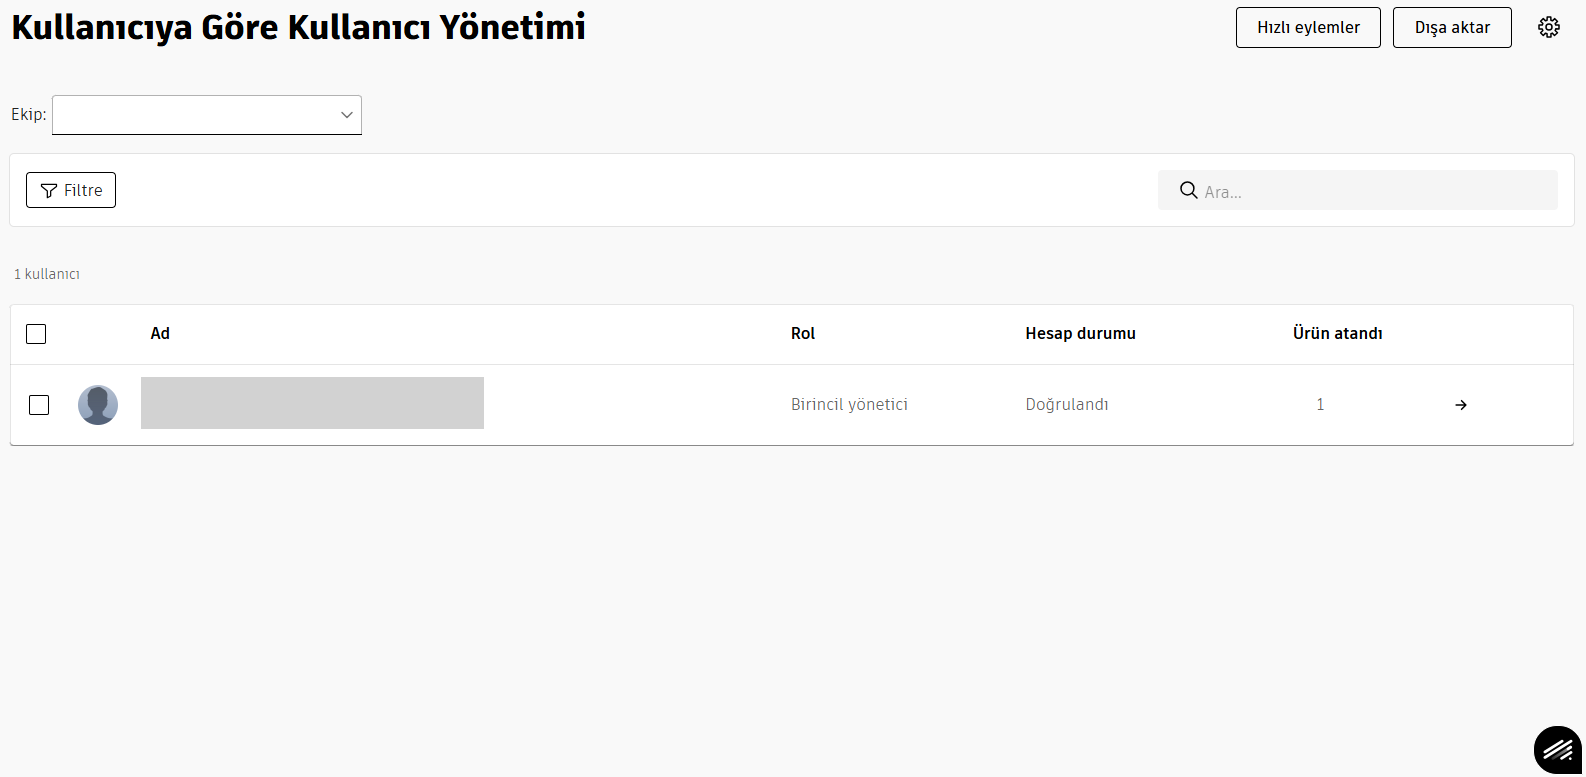 Kullanıcıya Göre Kullanıcı Yönetimi
Hızlı eylemler
Dışa aktar
Ekip:
Filtre
Ara...
1 kullanıcı
Ad Rol Hesap durumu Ürün atandı
Birincil yönetici Doğrulandı 1